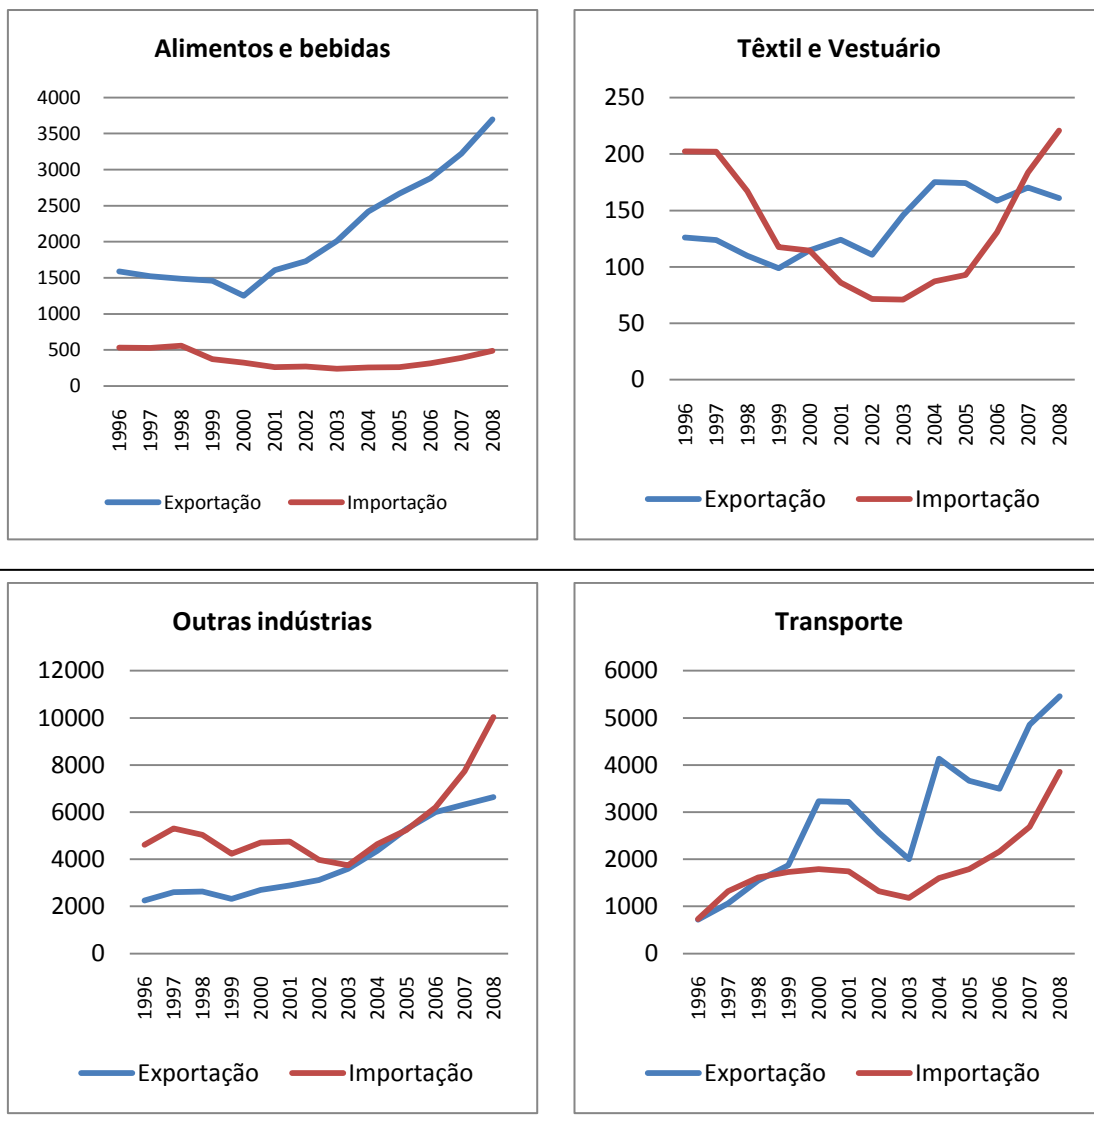 Alimentos e bebidas
4000
3500
3000
2500
2000
1500
1000
500
0
1996 1997 1998 1999 2000 2001 2002 2003 2004 2005 2006 2007 2008
Exportação Importação
Têxtil e Vestuário
250
200
150
100
50
0
1996 1997 1998 1999 2000 2001 2002 2003 2004 2005 2006 2007 2008
Exportação Importação
Outras indústrias
12000
10000
8000
6000
4000
2000
0
1996 1997 1998 1999 2000 2001 2002 2003 2004 2005 2006 2007 2008
Exportação Importação
Transporte
6000
5000
4000
3000
2000
1000
0
1996 1997 1998 1999 2000 2001 2002 2003 2004 2005 2006 2007 2008
Exportação Importação